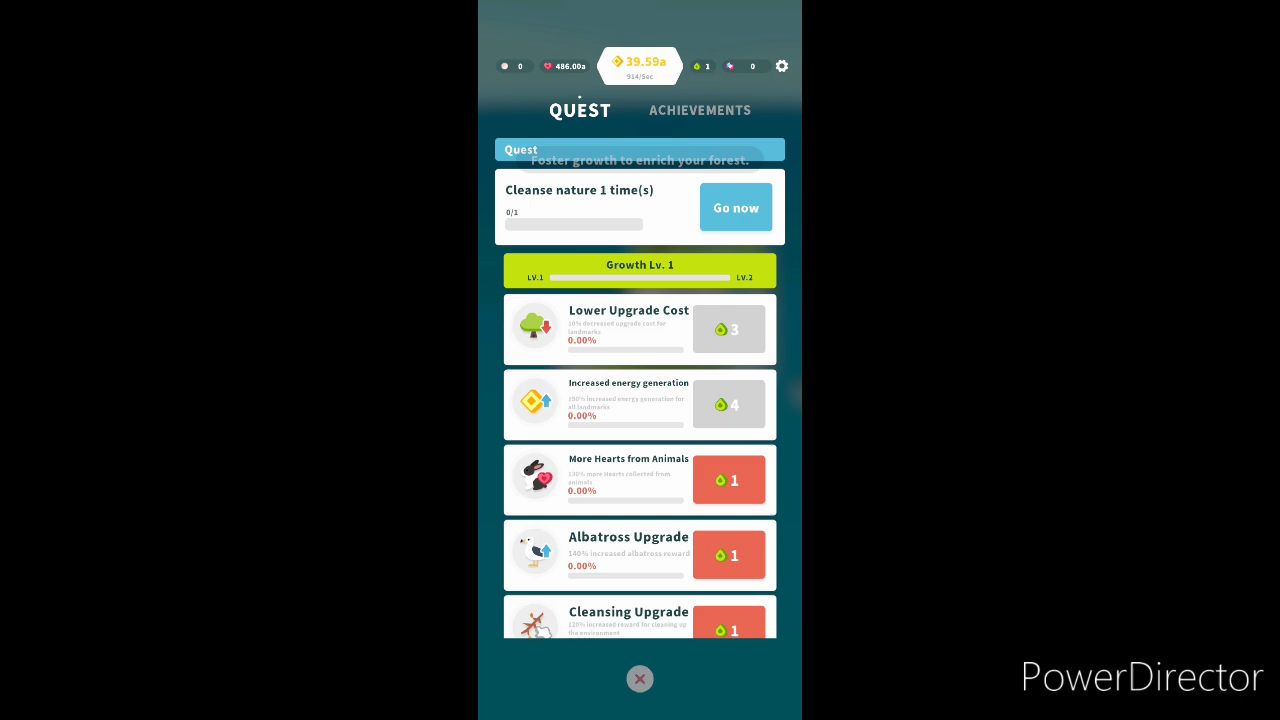 0
486.00a
39.59a
914/Sec
1
0
QUEST
ACHIEVEMENTS
Quest
Foster growth to enrich your forest.
Cleanse nature 1 time(s)
Go now
0/1
Growth Lv. 1
LV.1
LV.2
Lower Upgrade Cost
10% decreased upgrade cost for
landmarks
0.00%
3
Increased energy generation
150% increased energy generation for
all landmarks
0.00%
4
More Hearts from Animals
130% more Hearts collected from
animals
0.00%
1
Albatross Upgrade
140% increased albatross reward
0.00%
1
Cleansing Upgrade
120% increased reward for cleaning up
the environment
1
PowerDirector